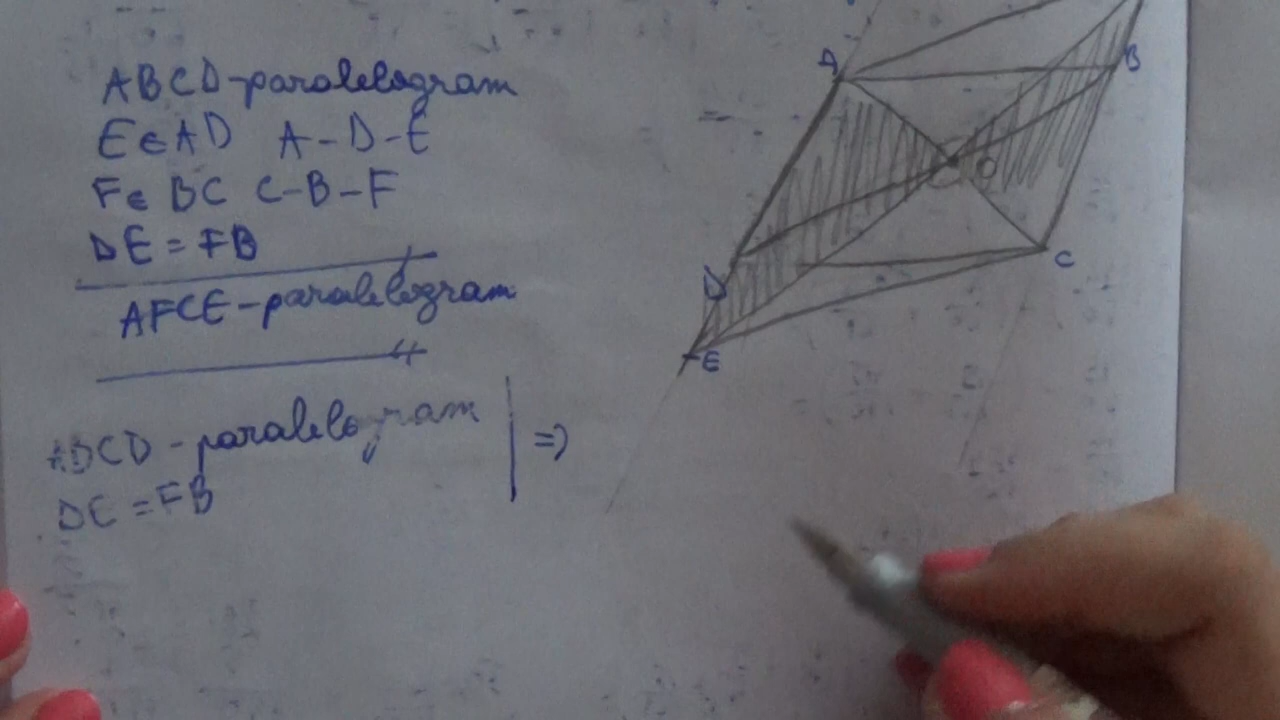 ABCD-paralelogram
E∈AD A-D-E
F∈BC C-B-F
DE=FB
AFCE-paralelogram
ABCD-paralelogram
DE=FB
=>
A
B
O
D
C
E